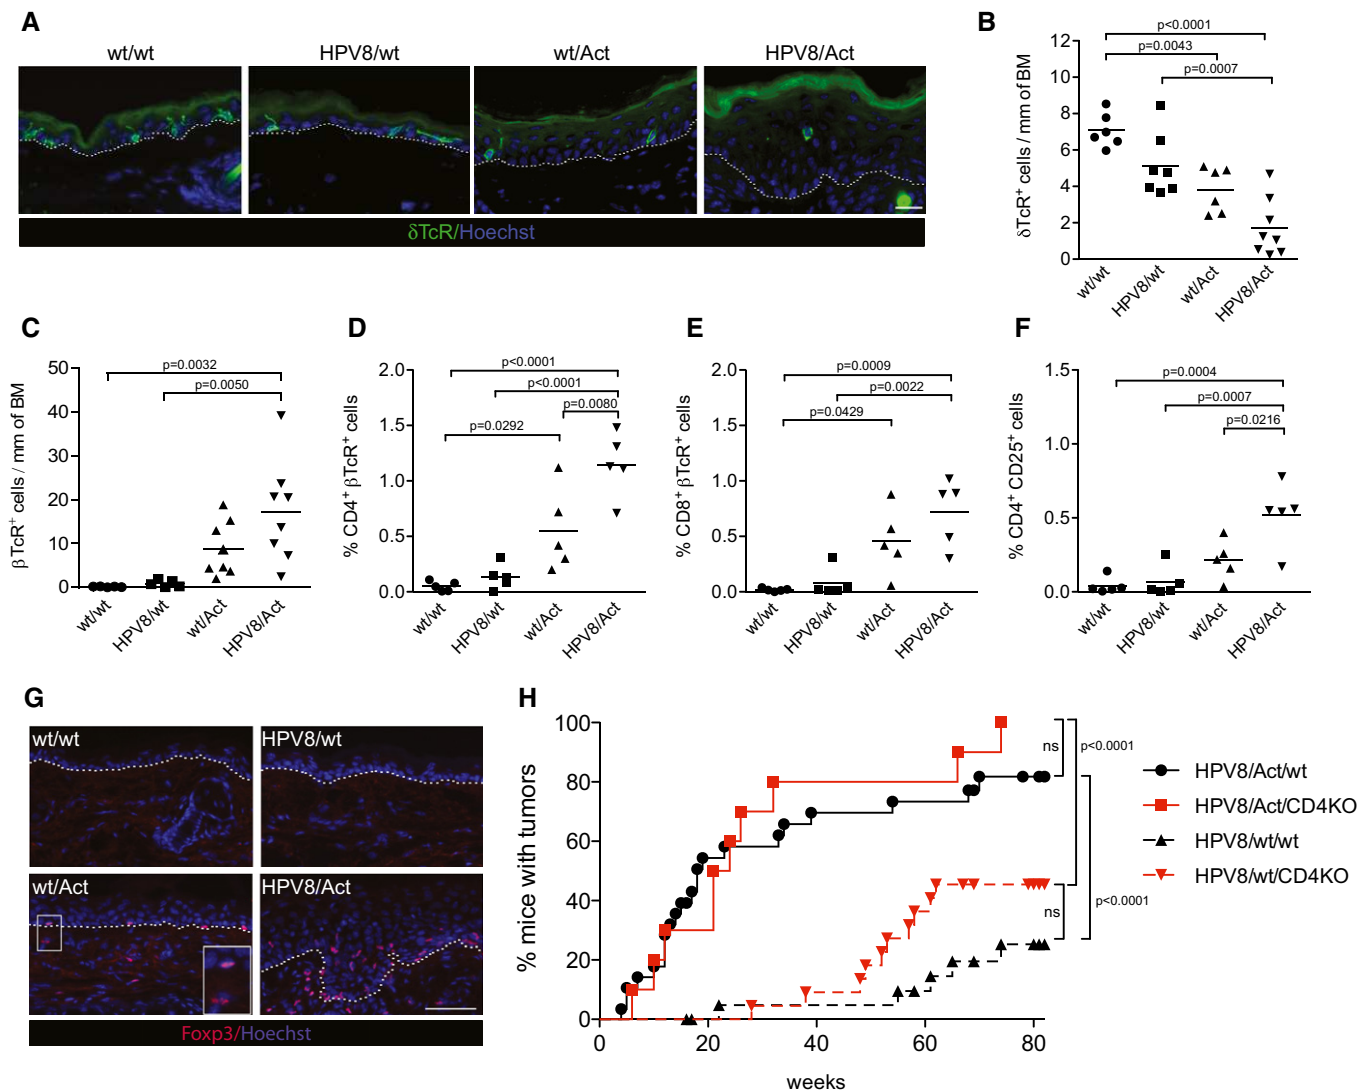 A
wt/wt
HPV8/wt
wt/Act
HPV8/Act
δTcR/Hoechst
B
p<0.0001
p=0.0043
p=0.0007
12
10
8
6
4
2
0
δTcR⁺ cells / mm of BM
wt/wt
HPV8/wt
wt/Act
HPV8/Act
C
p=0.0032
p=0.0050
50
40
30
20
10
0
βTcR⁺ cells / mm of BM
wt/wt
HPV8/wt
wt/Act
HPV8/Act
D
p<0.0001
p<0.0001
p=0.0080
p=0.0292
2.0
1.5
1.0
0.5
0.0
% CD4⁺ βTcR⁺ cells
wt/wt
HPV8/wt
wt/Act
HPV8/Act
E
p=0.0009
p=0.0022
p=0.0429
2.0
1.5
1.0
0.5
0.0
% CD8⁺ βTcR⁺ cells
wt/wt
HPV8/wt
wt/Act
HPV8/Act
F
p=0.0004
p=0.0007
p=0.0216
1.5
1.0
0.5
0.0
% CD4⁺ CD25⁺ cells
wt/wt
HPV8/wt
wt/Act
HPV8/Act
G
wt/wt
HPV8/wt
wt/Act
HPV8/Act
Foxp3/Hoechst
H
100
80
60
40
20
0
% mice with tumors
0
20
40
60
80
weeks
ns
p<0.0001
ns
p<0.0001
HPV8/Act/wt
HPV8/Act/CD4KO
HPV8/wt/wt
HPV8/wt/CD4KO